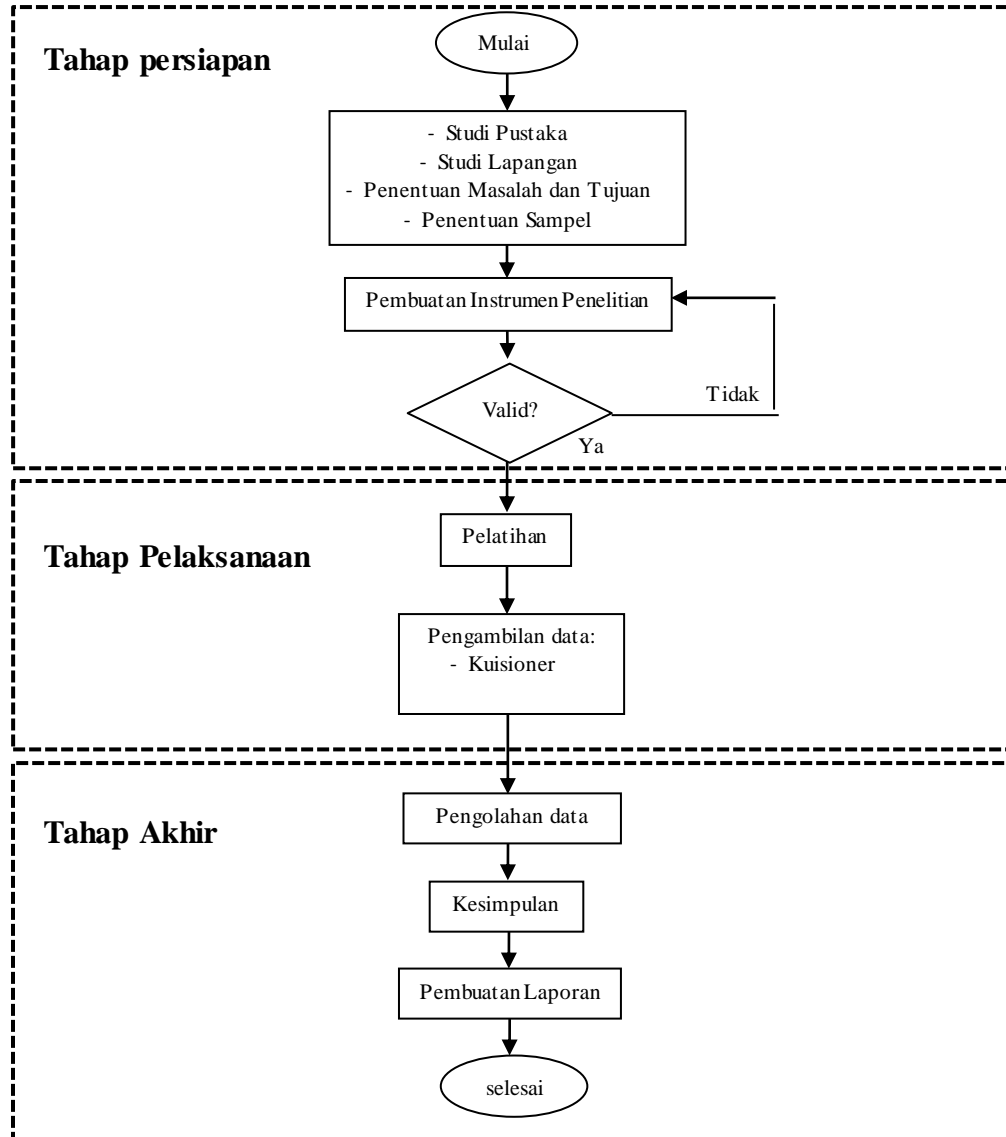 Mulai
Tahap persiapan
- Studi Pustaka
- Studi Lapangan
- Penentuan Masalah dan Tujuan
- Penentuan Sampel
Pembuatan Instrumen Penelitian
Valid?
Tidak
Ya
Pelatihan
Tahap Pelaksanaan
Pengambilan data:
- Kuisioner
Pengolahan data
Tahap Akhir
Kesimpulan
Pembuatan Laporan
selesai